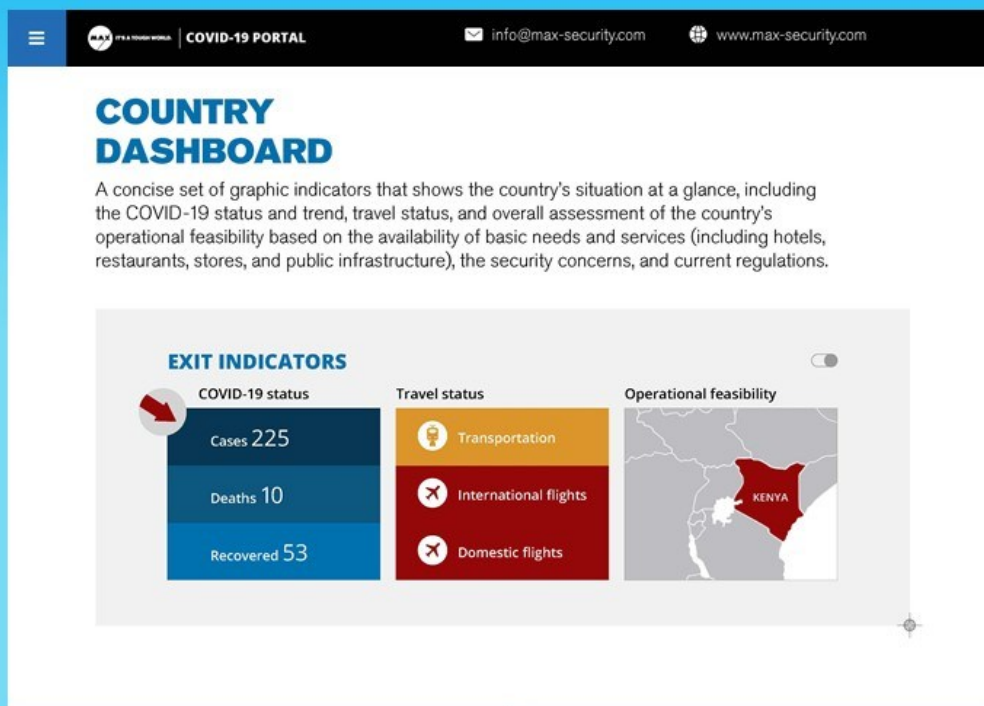 MAX IT'S A TOUGH WORLD. COVID-19 PORTAL info@max-security.com www.max-security.com
COUNTRY
DASHBOARD
A concise set of graphic indicators that shows the country's situation at a glance, including
the COVID-19 status and trend, travel status, and overall assessment of the country's
operational feasibility based on the availability of basic needs and services (including hotels,
restaurants, stores, and public infrastructure), the security concerns, and current regulations.
EXIT INDICATORS
COVID-19 status
Cases 225
Deaths 10
Recovered 53
Travel status
Transportation
International flights
Domestic flights
Operational feasibility
KENYA